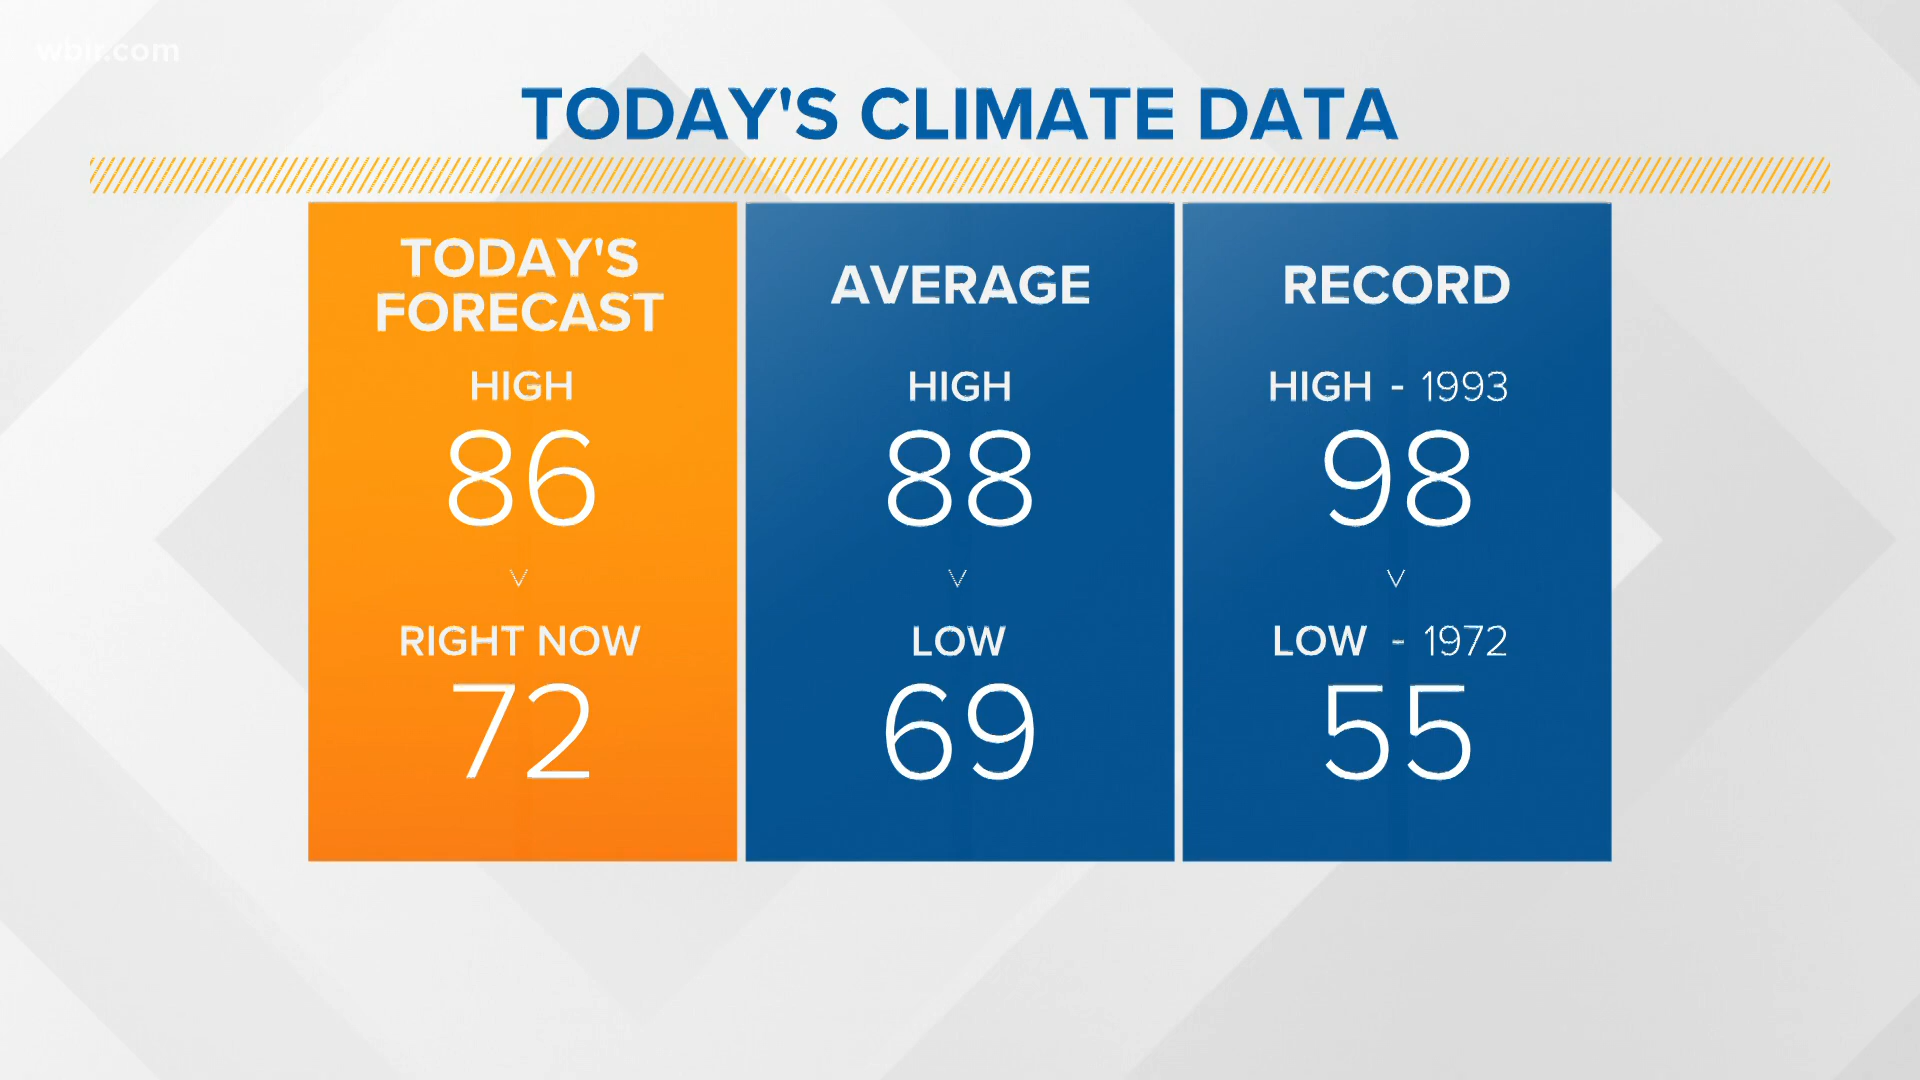 wbir.com
TODAY'S CLIMATE DATA
TODAY'S
FORECAST
HIGH
86
RIGHT NOW
72
AVERAGE
HIGH
88
LOW
69
RECORD
HIGH - 1993
98
LOW - 1972
55